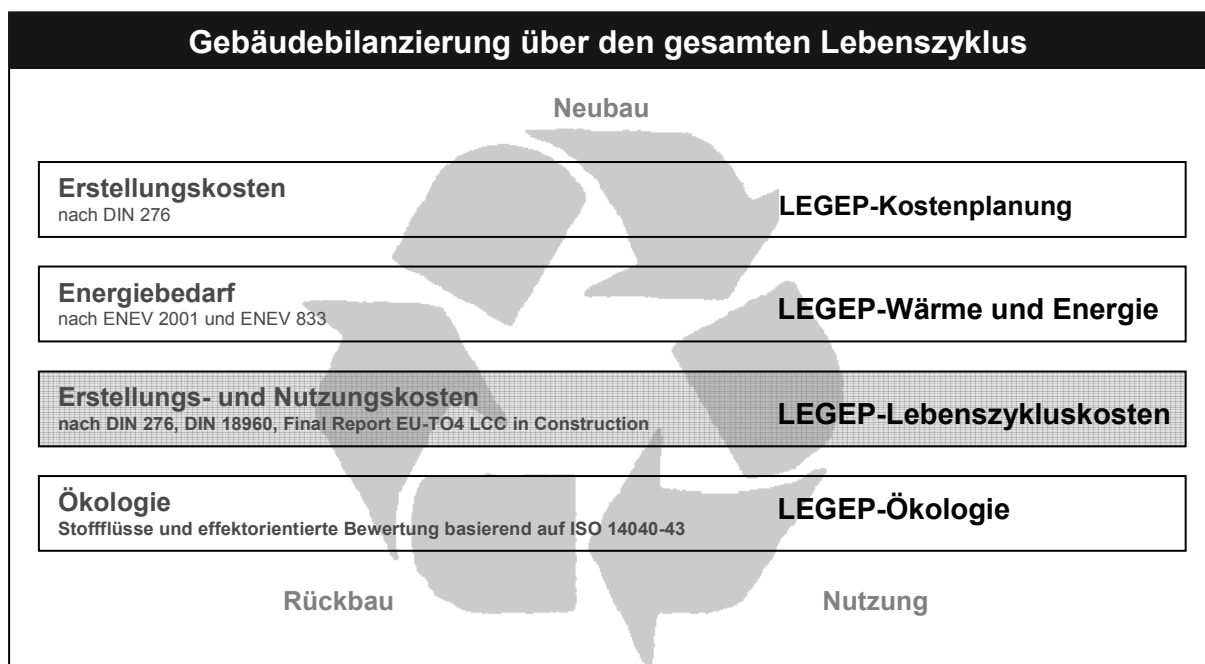 Gebäudebilanzierung über den gesamten Lebenszyklus
Neubau
Erstellungskosten
nach DIN 276
LEGEP-Kostenplanung
Energiebedarf
nach ENEV 2001 und ENEV 833
LEGEP-Wärme und Energie
Erstellungs- und Nutzungskosten
nach DIN 276, DIN 18960, Final Report EU-TO4 LCC in Construction
LEGEP-Lebenszykluskosten
Ökologie
Stoffflüsse und effektorientierte Bewertung basierend auf ISO 14040-43
LEGEP-Ökologie
Rückbau
Nutzung